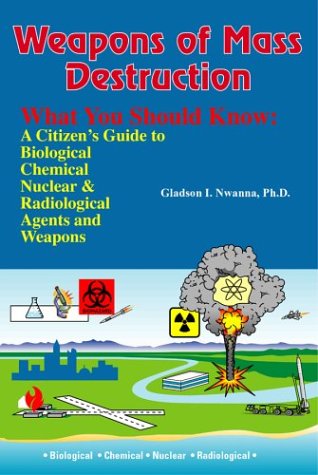 Weapons of Mass
Destruction
What You Should Know:
A Citizen's Guide to
Biological
Chemical
Nuclear &
Radiological
Agents and
Weapons
Gladson I. Nwanna, Ph.D.
BIOHAZARD
• Biological • Chemical • Nuclear • Radiological •